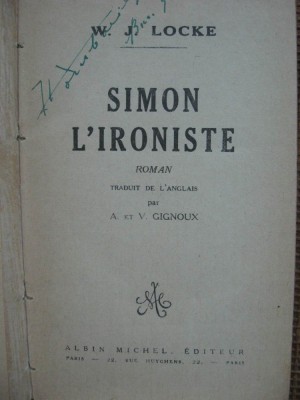 W. J. LOCKE
SIMON
L'IRONISTE
ROMAN
TRADUIT DE L'ANGLAIS
par
A. ET V. GIGNOUX
ALBIN MICHEL, ÉDITEUR
PARIS — 22, RUE HUYGHENS, 22, — PARIS